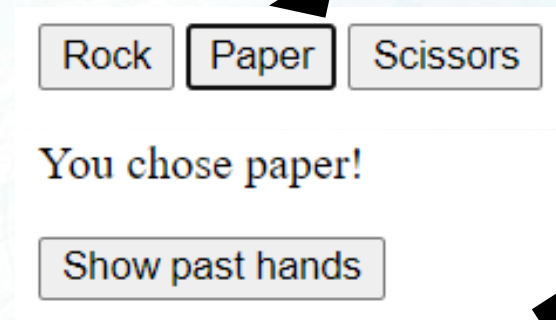 Rock Paper Scissors
You chose paper!
Show past hands